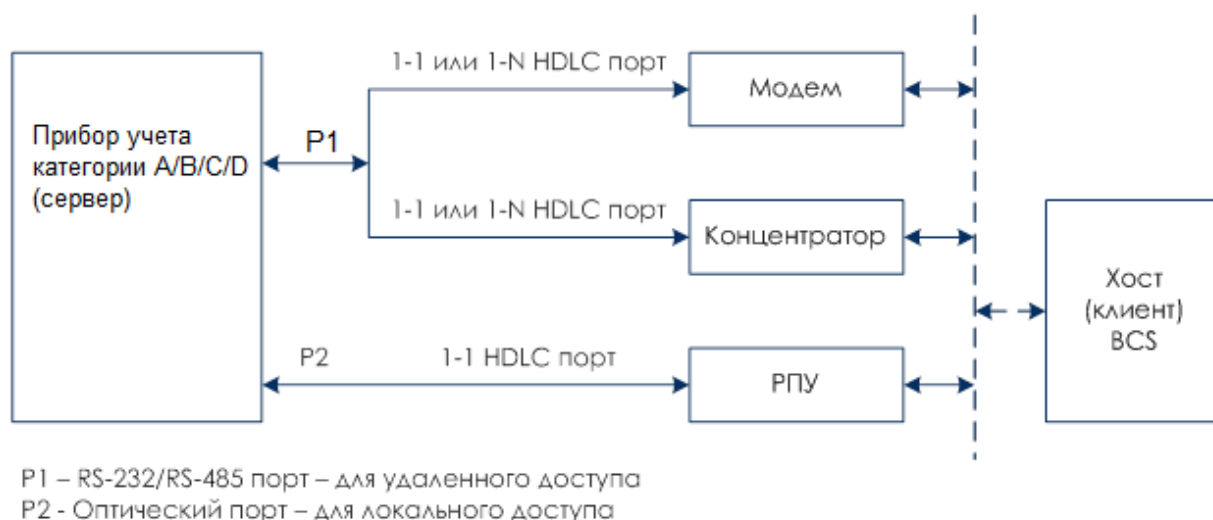 1-1 или 1-N HDLC порт
Модем
Прибор учета
категории A/B/C/D
(сервер)
P1
1-1 или 1-N HDLC порт
Концентратор
Хост
(клиент)
BCS
P2
1-1 HDLC порт
РПУ
P1 – RS-232/RS-485 порт – для удаленного доступа
P2 - Оптический порт – для локального доступа